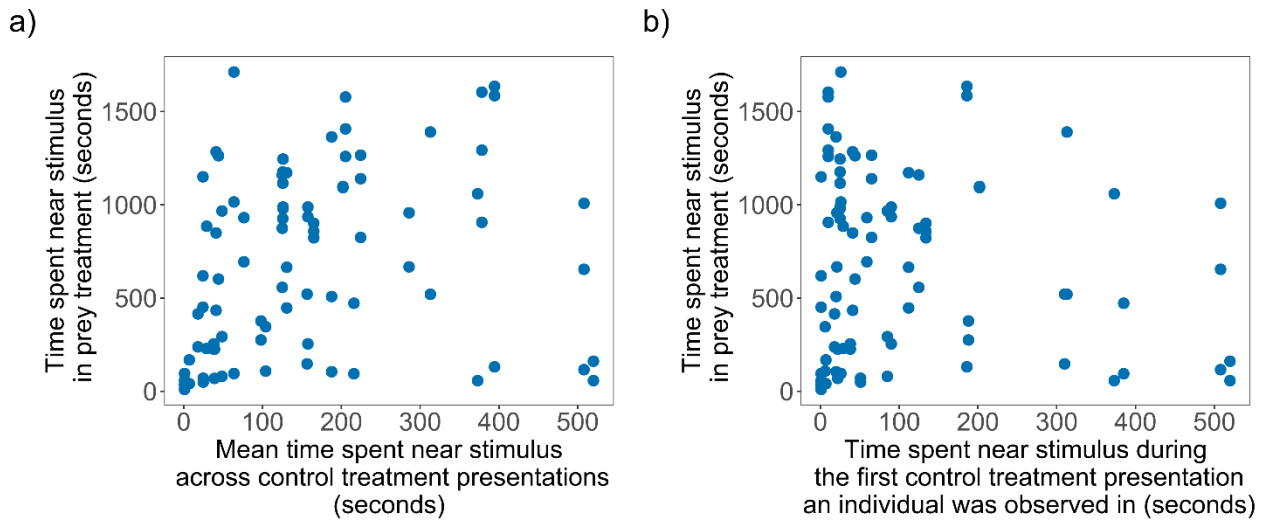 a)
Time spent near stimulus
in prey treatment (seconds)
1500
1000
500
0
0 100 200 300 400 500
Mean time spent near stimulus
across control treatment presentations
(seconds)
b)
Time spent near stimulus
in prey treatment (seconds)
1500
1000
500
0
0 100 200 300 400 500
Time spent near stimulus during
the first control treatment presentation
an individual was observed in (seconds)